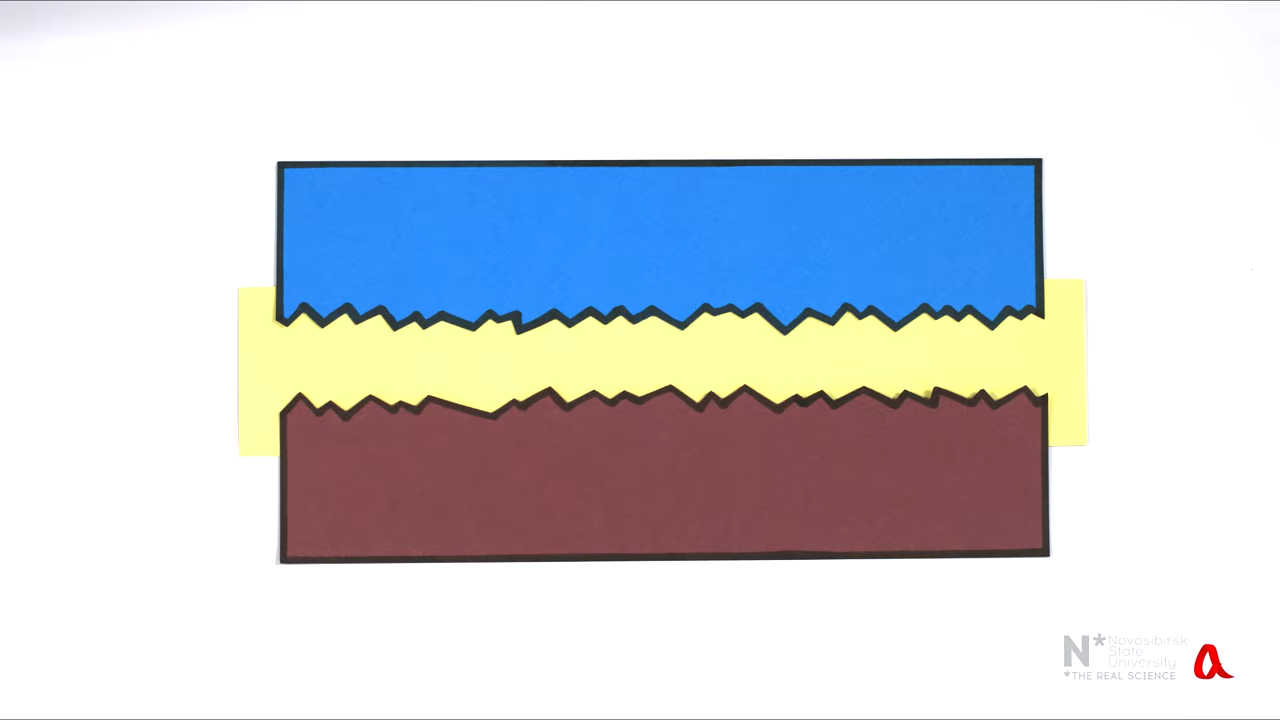 N*
Novosibirsk
State
University
*THE REAL SCIENCE
a